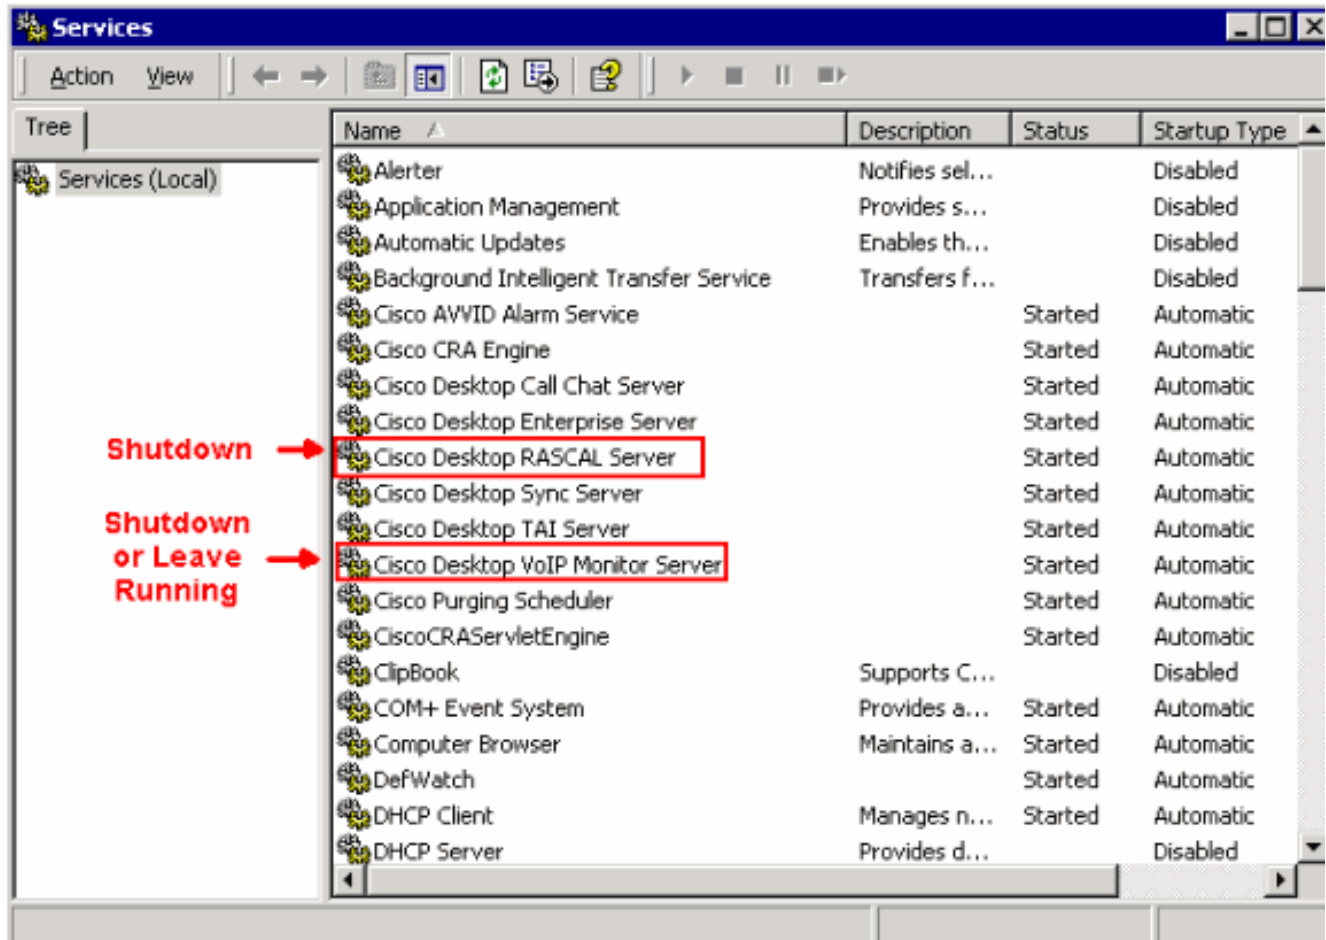 Services
Action View
Tree
Name Description Status Startup Type
Services (Local)
Alerter Notifies sel... Disabled
Application Management Provides s... Disabled
Automatic Updates Enables th... Disabled
Background Intelligent Transfer Service Transfers f... Disabled
Cisco AVVID Alarm Service Started Automatic
Cisco CRA Engine Started Automatic
Cisco Desktop Call Chat Server Started Automatic
Cisco Desktop Enterprise Server Started Automatic
Shutdown
Cisco Desktop RASCAL Server Started Automatic
Cisco Desktop Sync Server Started Automatic
Shutdown
or Leave
Running
Cisco Desktop TAI Server Started Automatic
Cisco Desktop VoIP Monitor Server Started Automatic
Cisco Purging Scheduler Started Automatic
CiscoCRAServletEngine Started Automatic
ClipBook Supports C... Disabled
COM+ Event System Provides a... Started Automatic
Computer Browser Maintains a... Started Automatic
DefWatch Started Automatic
DHCP Client Manages n... Started Automatic
DHCP Server Provides d... Disabled